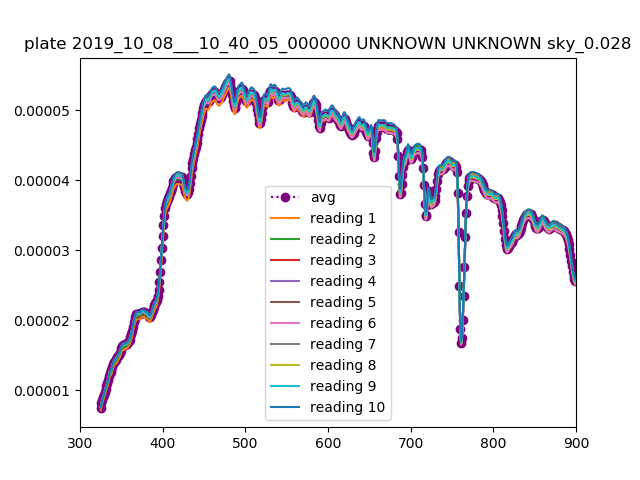 plate 2019_10_08___10_40_05_000000 UNKNOWN UNKNOWN sky_0.028
0.00005
0.00004
0.00003
0.00002
0.00001
avg
reading 1
reading 2
reading 3
reading 4
reading 5
reading 6
reading 7
reading 8
reading 9
reading 10
300 400 500 600 700 800 900